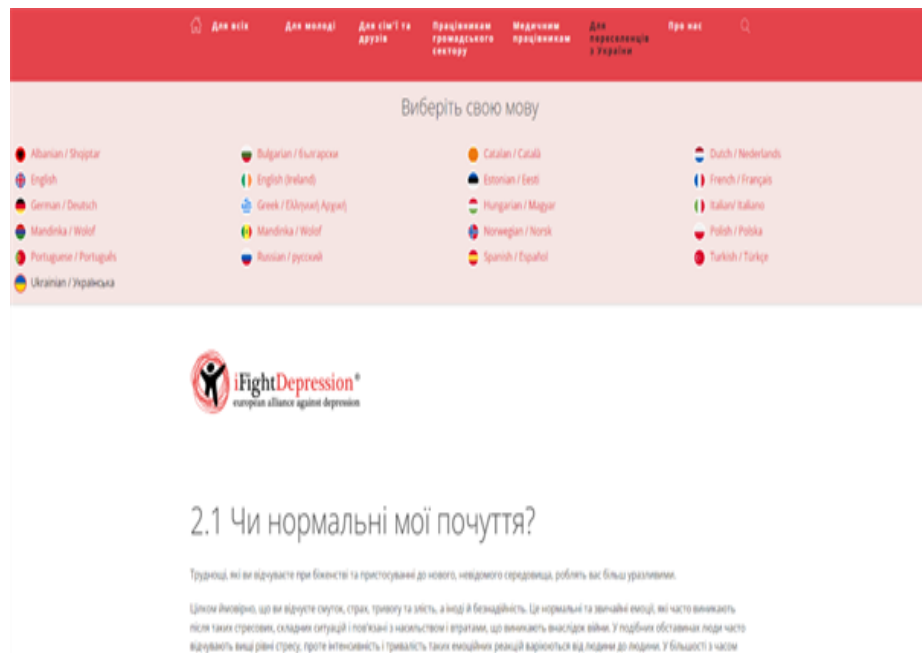 Для всіх
Для молоді
Для сім'ї та
друзів
Працівникам
громадського
сектору
Медичним
працівникам
Для
переселенців
з України
Про нас
Виберіть свою мову
Albanian / Shqiptar
Bulgarian / Български
Catalan / Català
Dutch / Nederlands
English
English (Ireland)
Estonian / Eesti
French / Français
German / Deutsch
Greek / Ελληνική Αρχική
Hungarian / Magyar
Italian/ Italiano
Mandinka / Wolof
Mandinka / Wolof
Norwegian / Norsk
Polish / Polska
Portuguese / Português
Russian / русский
Spanish / Español
Turkish / Türkçe
Ukrainian / Українська
iFightDepression®
european alliance against depression
2.1 Чи нормальні мої почуття?
Труднощі, які ви відчуваєте при біженстві та пристосуванні до нового, невідомого середовища, роблять вас більш уразливими.
Цілком ймовірно, що ви відчуєте смуток, страх, тривогу та злість, а іноді й безнадійність. Це нормальні та звичайні емоції, які часто виникають
після таких стресових, складних ситуацій і пов'язані з насильством і втратами, що виникають внаслідок війни. У подібних обставинах люди часто
відчувають вищі рівні стресу, проте інтенсивність і тривалість таких емоційних реакцій варіюються від людини до людини. У більшості з часом